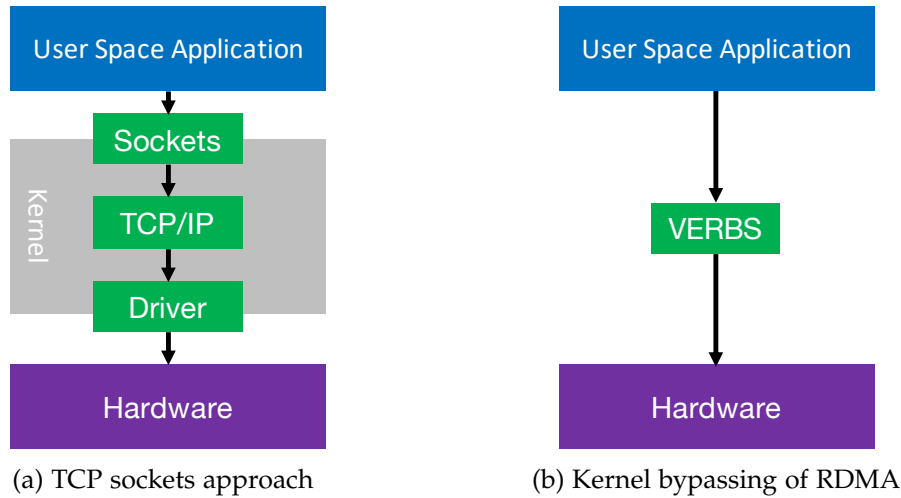 User Space Application
Sockets
Kernel
TCP/IP
Driver
Hardware
(a) TCP sockets approach
User Space Application
VERBS
Hardware
(b) Kernel bypassing of RDMA